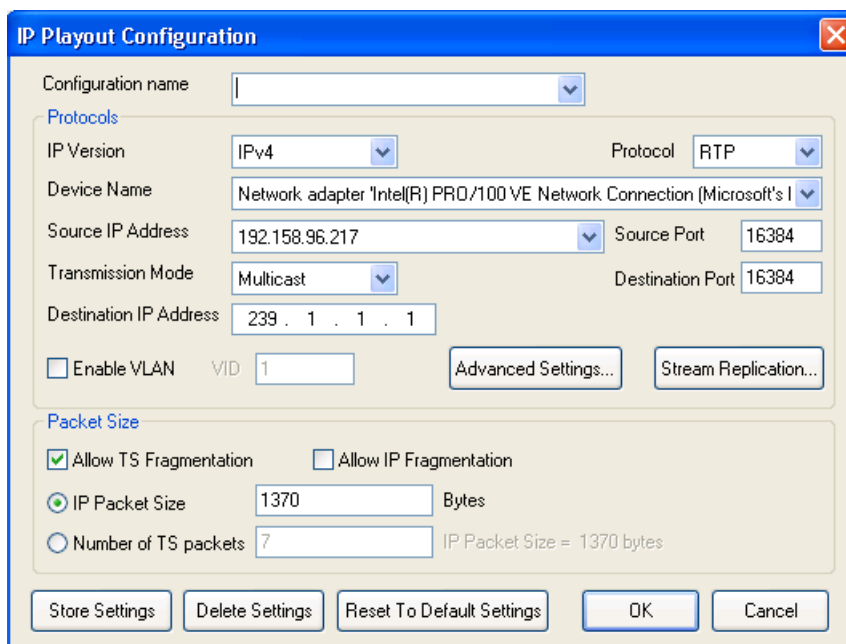 IP Playout Configuration
Configuration name
Protocols
IP Version IPv4 Protocol RTP
Device Name Network adapter 'Intel(R) PRO/100 VE Network Connection (Microsoft's
Source IP Address 192.158.96.217 Source Port 16384
Transmission Mode Multicast Destination Port 16384
Destination IP Address 239 . 1 . 1 . 1
Enable VLAN VID 1 Advanced Settings... Stream Replication...
Packet Size
Allow TS Fragmentation Allow IP Fragmentation
IP Packet Size 1370 Bytes
Number of TS packets 7 IP Packet Size = 1370 bytes
Store Settings Delete Settings Reset To Default Settings OK Cancel